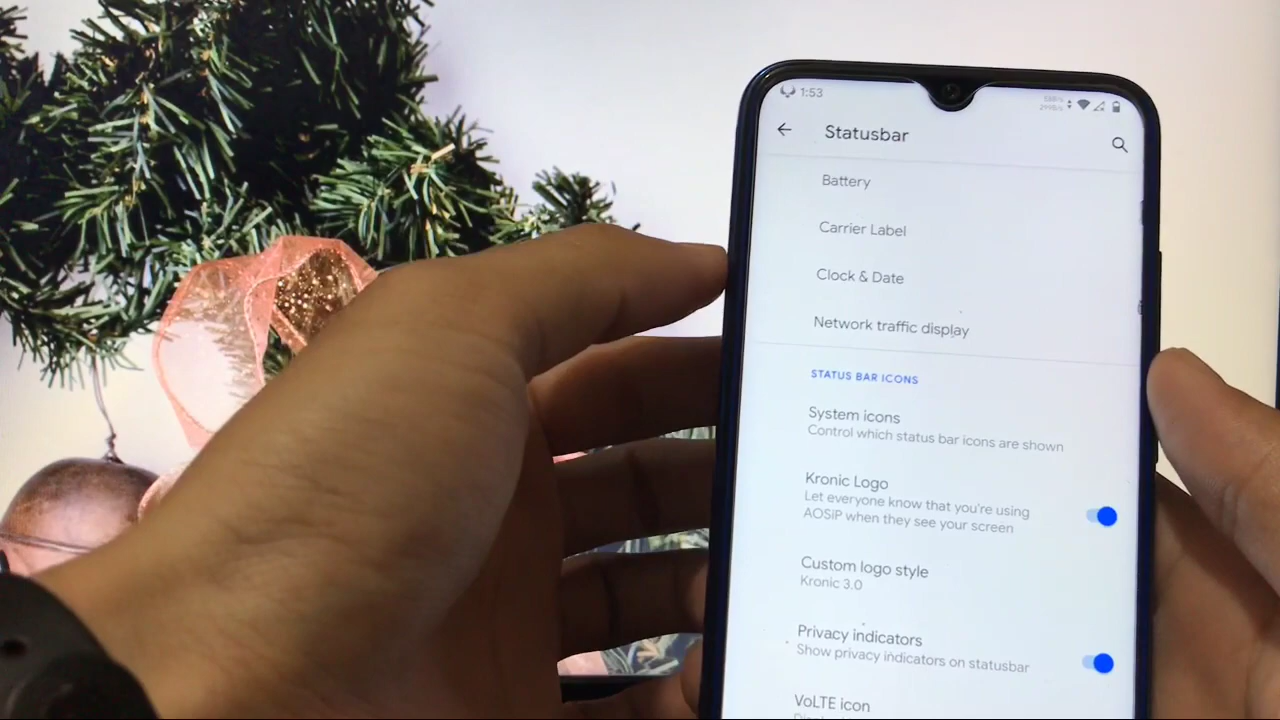 1:53
Statusbar
Battery
Carrier Label
Clock & Date
Network traffic display
STATUS BAR ICONS
System icons
Control which status bar icons are shown
Kronic Logo
Let everyone know that you're using
AOSiP when they see your screen
Custom logo style
Kronic 3.0
Privacy indicators
Show privacy indicators on statusbar
VoLTE icon